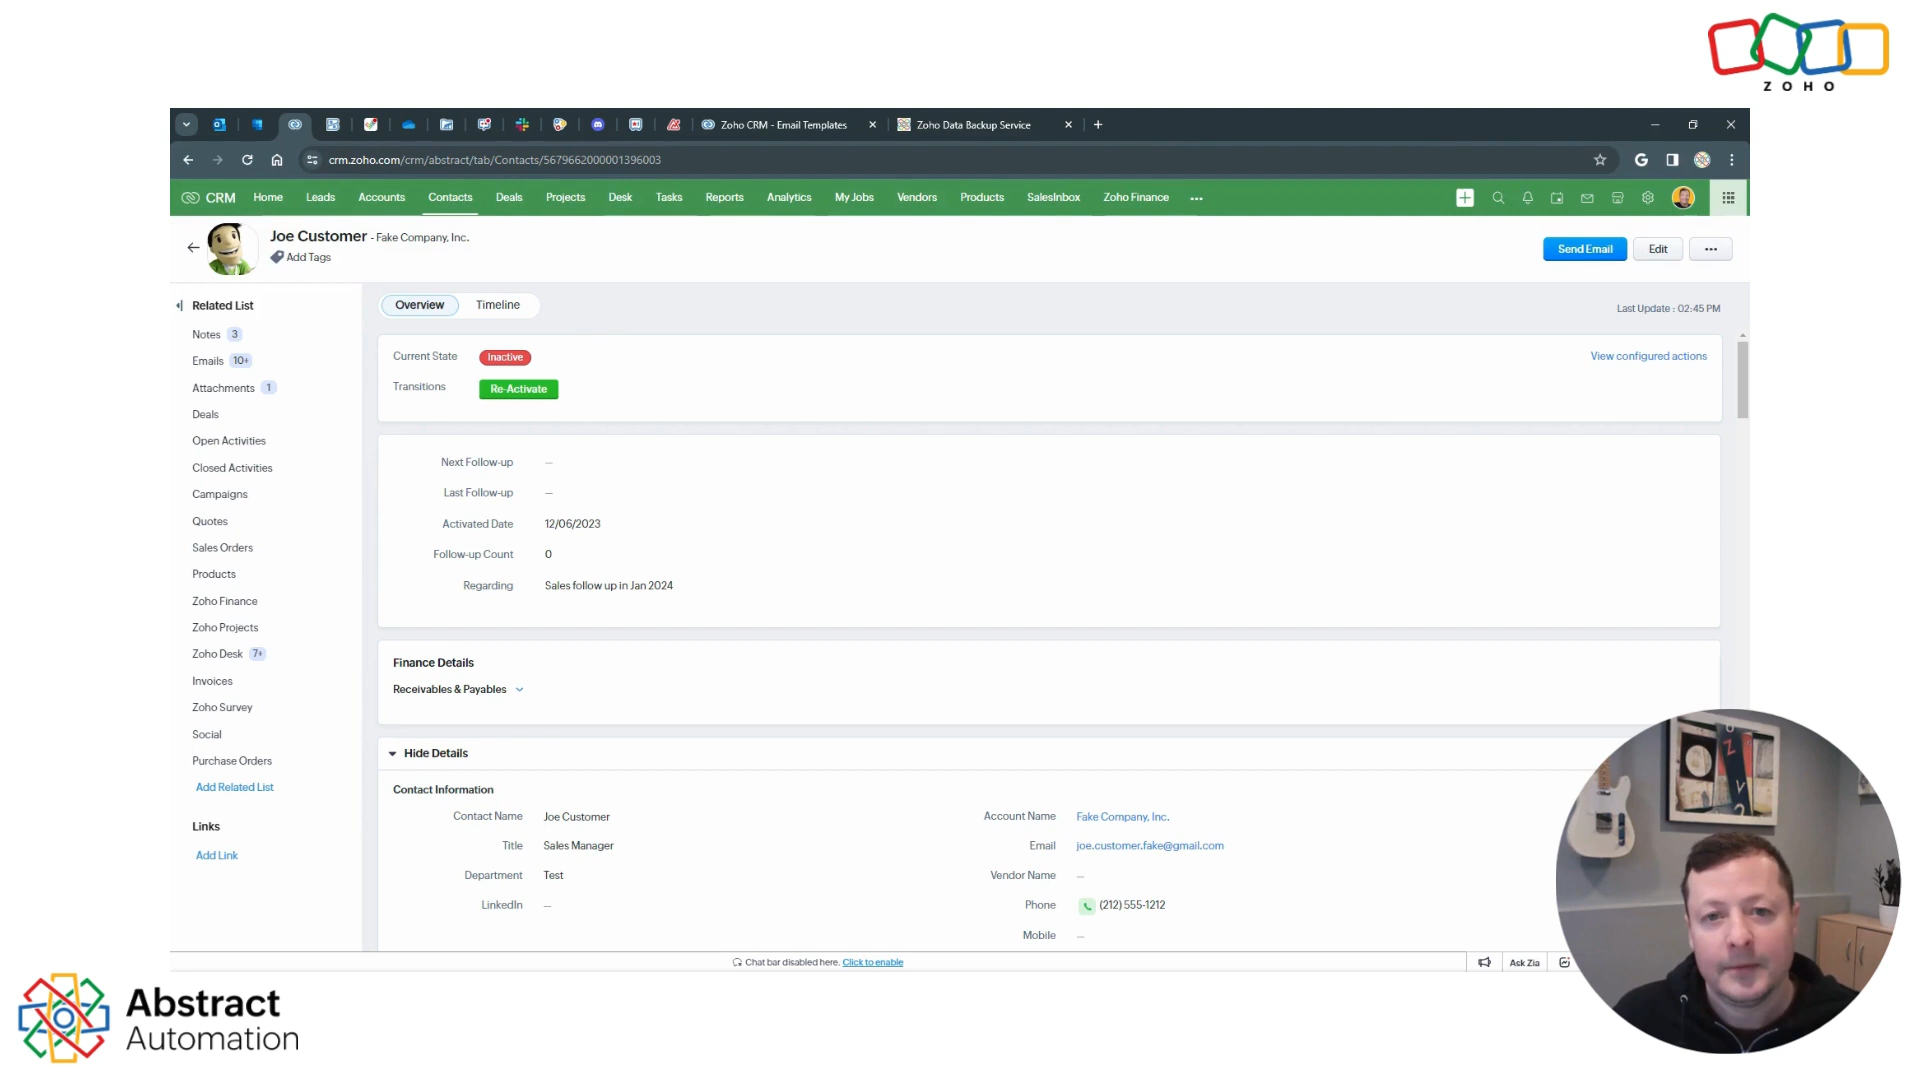 ZOHO
Zoho CRM - Email Templates
Zoho Data Backup Service
crm.zoho.com/crm/abstract/tab/Contacts/5679662000001396003
CRM Home Leads Accounts Contacts Deals Projects Desk Tasks Reports Analytics My Jobs Vendors Products SalesInbox Zoho Finance ...
Joe Customer - Fake Company, Inc.
Add Tags
Send Email Edit ...
Related List
Notes 3
Emails 10+
Attachments 1
Deals
Open Activities
Closed Activities
Campaigns
Quotes
Sales Orders
Products
Zoho Finance
Zoho Projects
Zoho Desk 7+
Invoices
Zoho Survey
Social
Purchase Orders
Add Related List
Links
Add Link
Overview Timeline
Last Update : 02:45 PM
Current State Inactive
View configured actions
Transitions Re-Activate
Next Follow-up —
Last Follow-up —
Activated Date 12/06/2023
Follow-up Count 0
Regarding Sales follow up in Jan 2024
Finance Details
Receivables & Payables
Hide Details
Contact Information
Contact Name Joe Customer
Account Name Fake Company, Inc.
Title Sales Manager
Email joe.customer.fake@gmail.com
Department Test
Vendor Name —
LinkedIn —
Phone (212) 555-1212
Mobile —
Chat bar disabled here. Click to enable
Ask Zia
Abstract
Automation